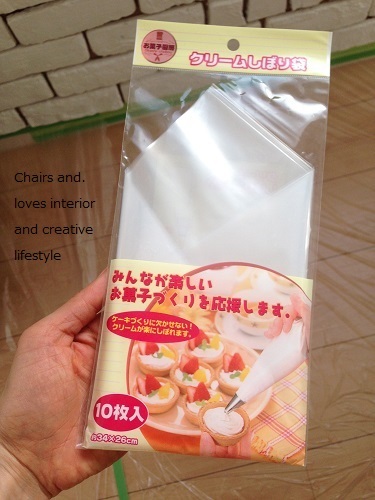 お菓子倶楽部
クリームしぼり袋
Chairs and.
loves interior
and creative
lifestyle
みんなが楽しい
お菓子づくりを応援します。
ケーキづくりに欠かせない!
クリームが楽にしぼれます。
10枚入
約34×26cm